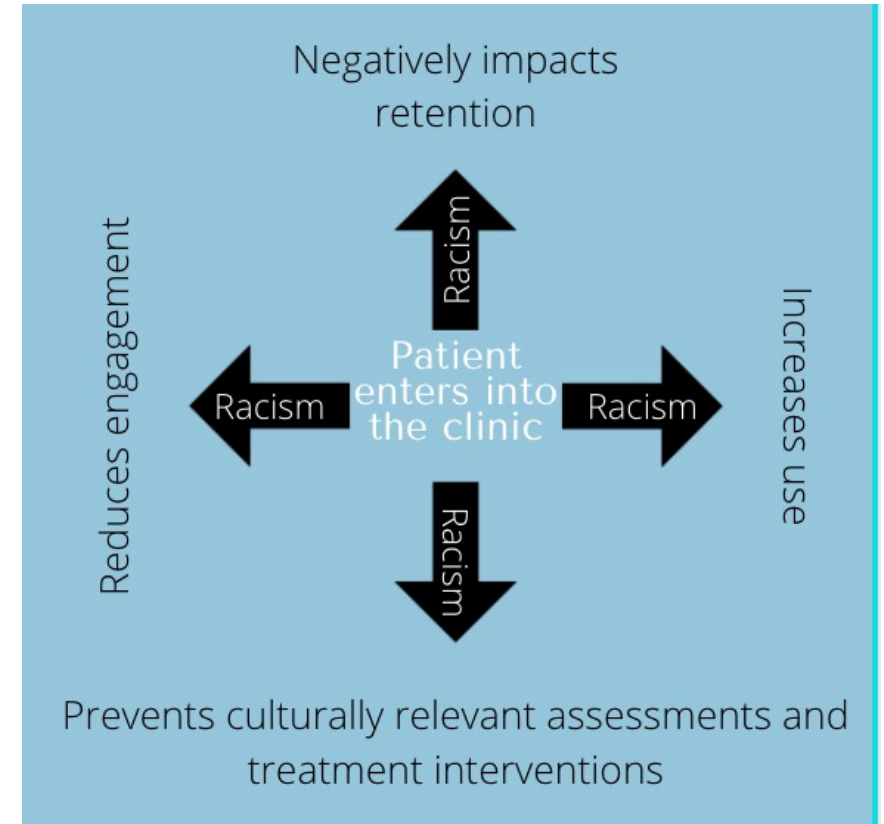 Negatively impacts
retention
Racism
Reduces engagement
Racism
Patient
enters into
the clinic
Racism
Increases use
Racism
Prevents culturally relevant assessments and
treatment interventions